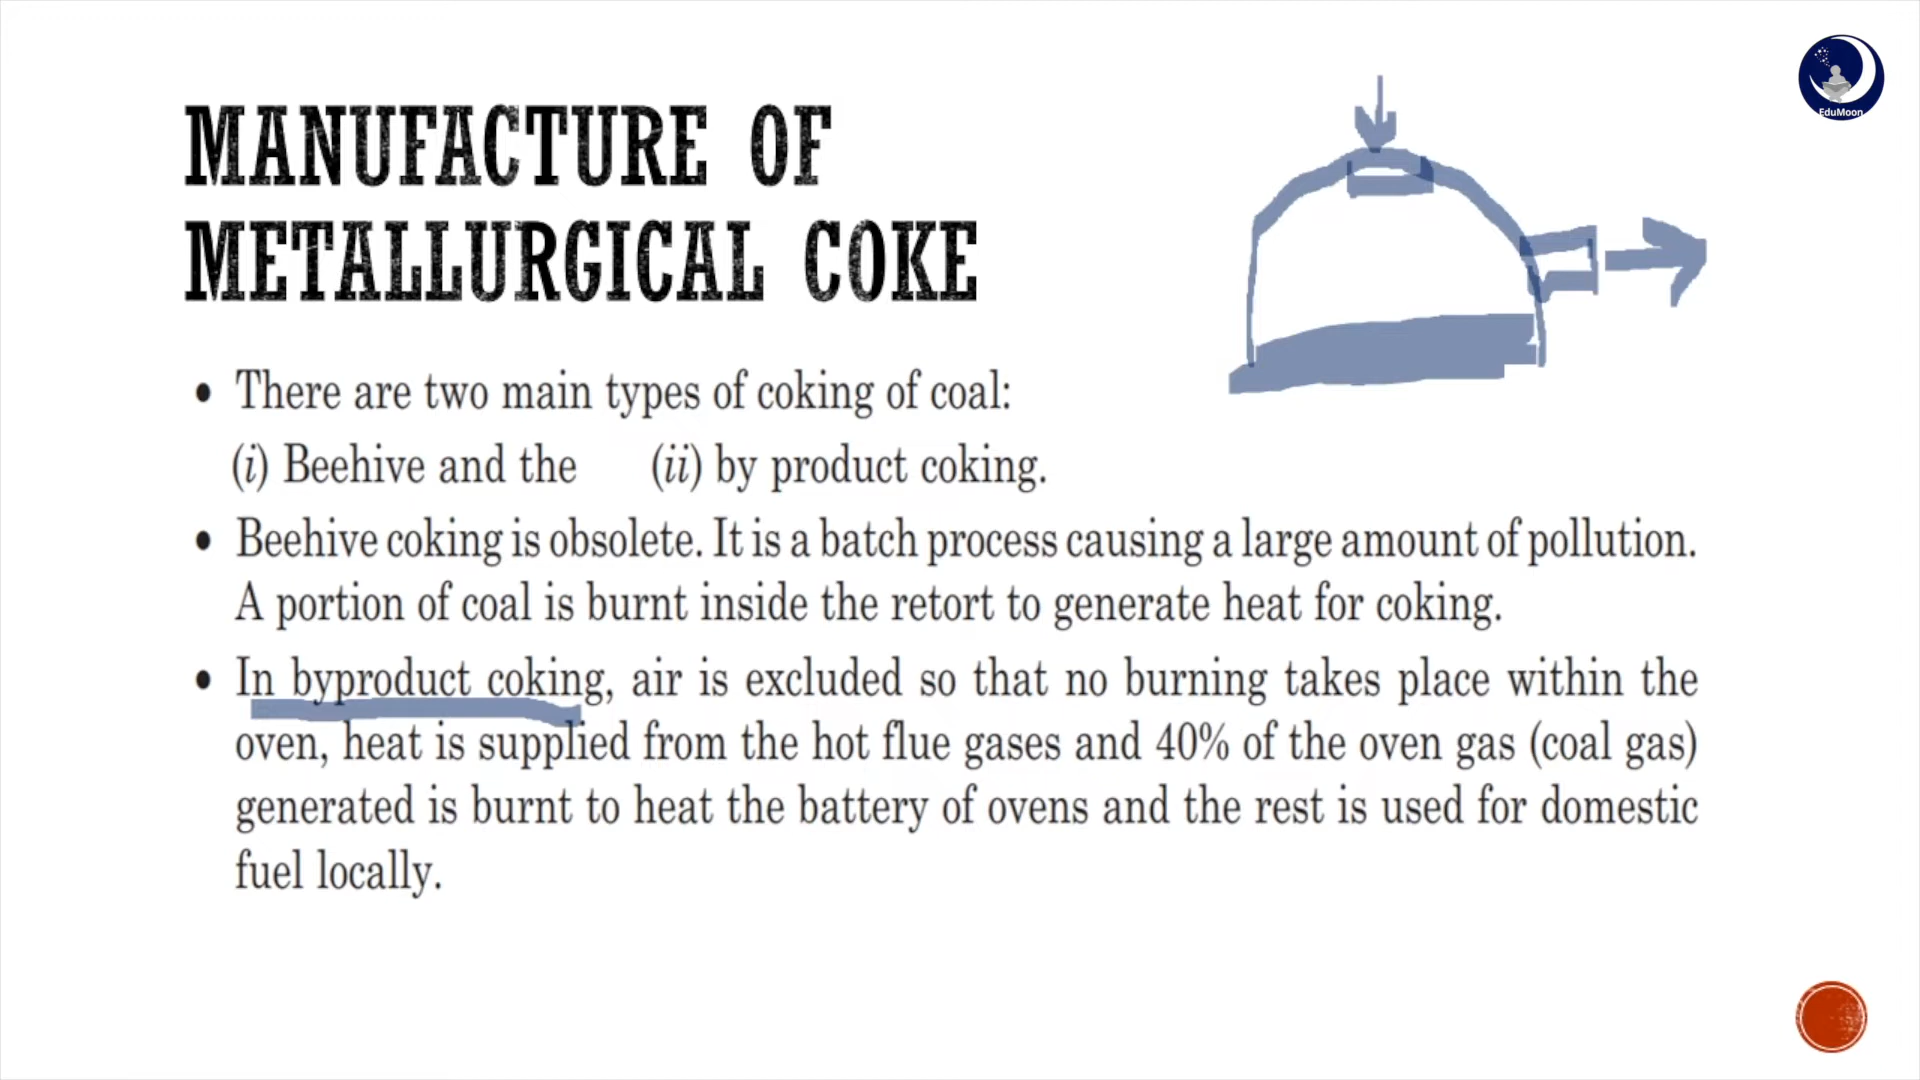 EduMoon
MANUFACTURE OF
METALLURGICAL COKE
• There are two main types of coking of coal:
(i) Beehive and the (ii) by product coking.
• Beehive coking is obsolete. It is a batch process causing a large amount of pollution.
A portion of coal is burnt inside the retort to generate heat for coking.
• In byproduct coking, air is excluded so that no burning takes place within the
oven, heat is supplied from the hot flue gases and 40% of the oven gas (coal gas)
generated is burnt to heat the battery of ovens and the rest is used for domestic
fuel locally.